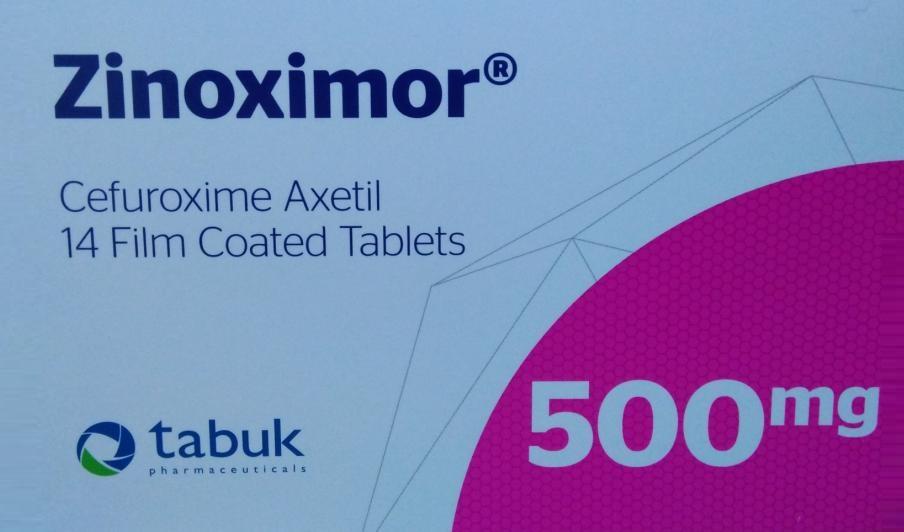 Zinoximor®
Cefuroxime Axetil
14 Film Coated Tablets
500mg
tabuk
pharmaceuticals